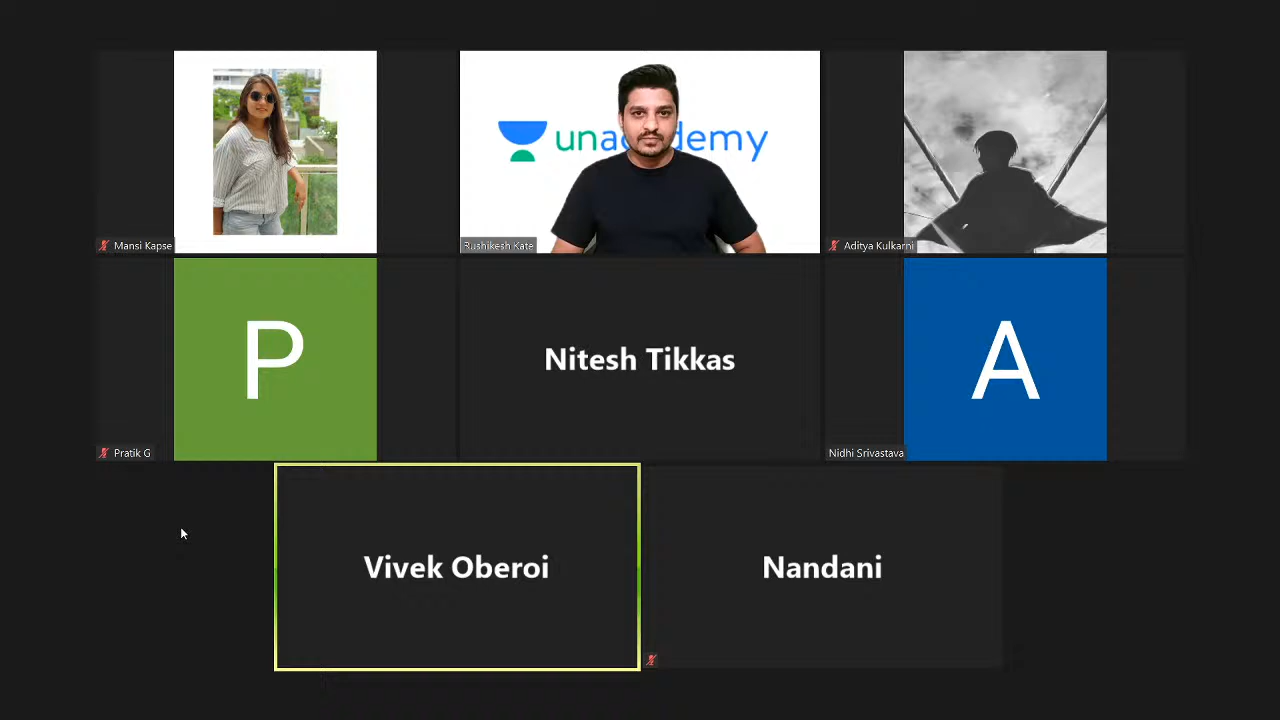 unacademy
Mansi Kapse
Rushikesh Kate
Aditya Kulkarni
P
Nitesh Tikkas
A
Pratik G
Nidhi Srivastava
Vivek Oberoi
Nandani